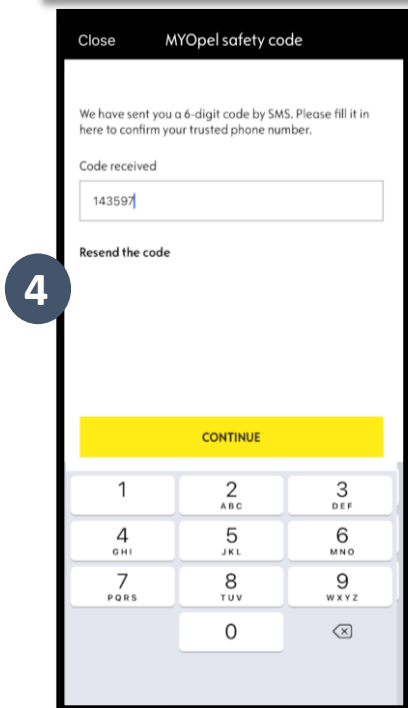 Close MYOpel safety code
We have sent you a 6-digit code by SMS. Please fill it in
here to confirm your trusted phone number.
Code received
143597
Resend the code
4
CONTINUE
1 2 3
ABC DEF
4 5 6
GHI JKL MNO
7 8 9
PQRS TUV WXYZ
0